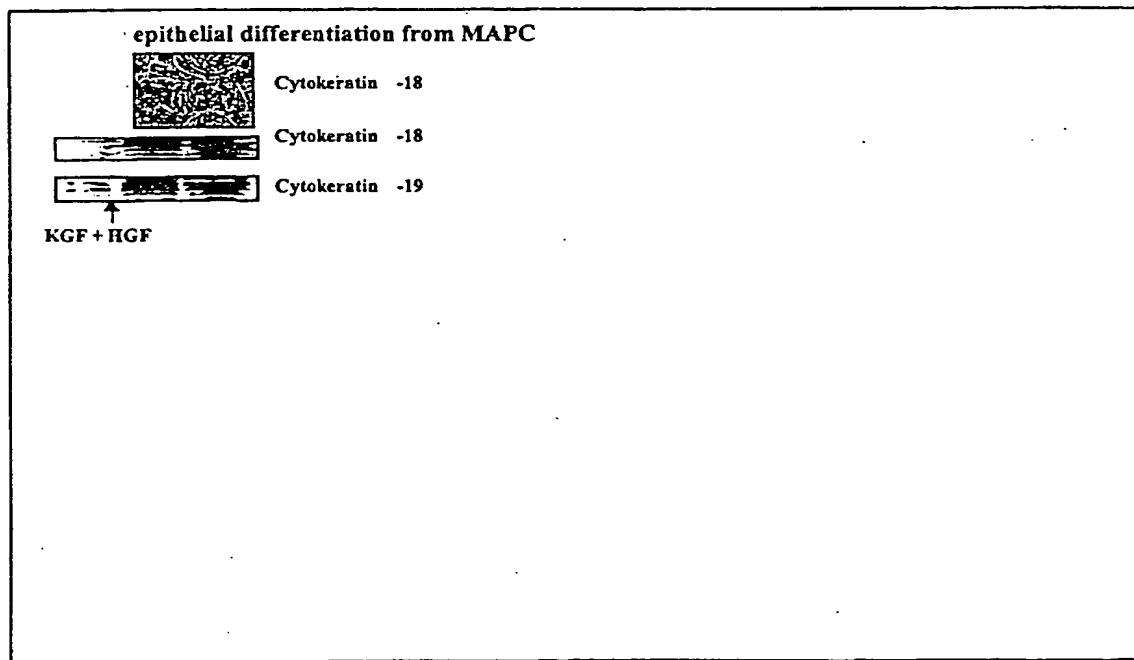 epithelial differentiation from MAPC
Cytokeratin -18
Cytokeratin -18
Cytokeratin -19
KGF + HGF